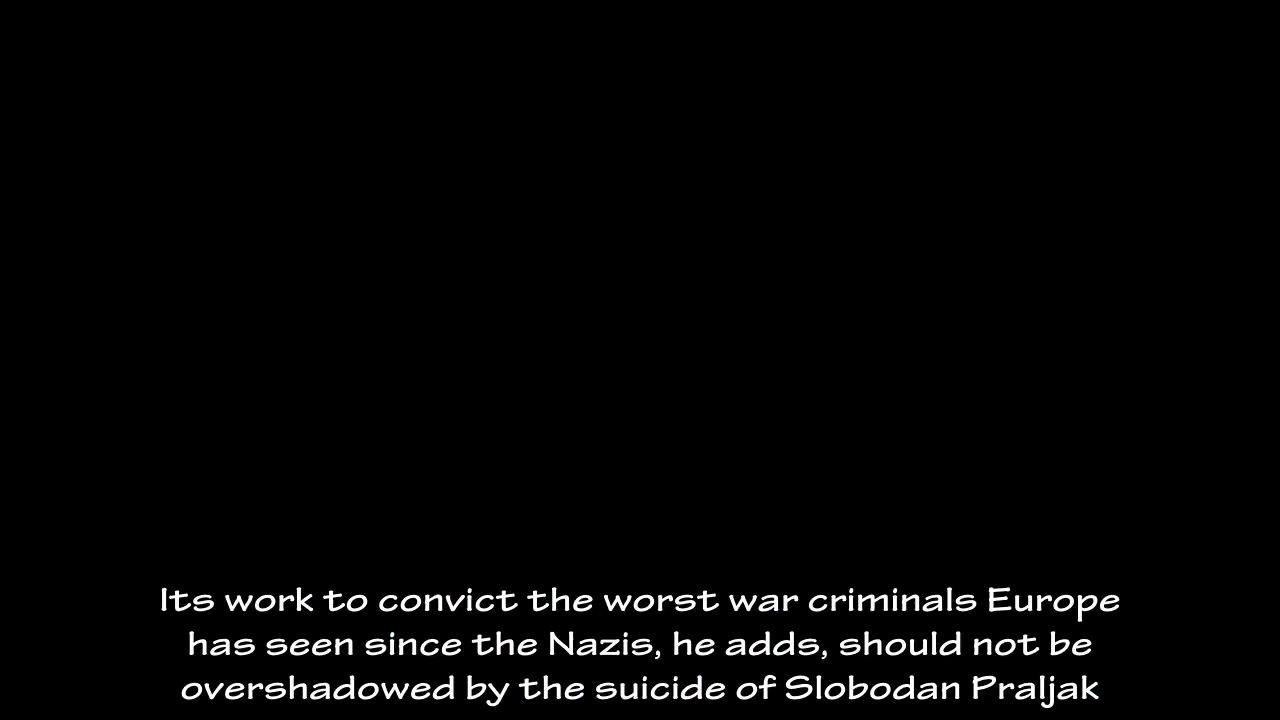 Its work to convict the worst war criminals Europe
has seen since the Nazis, he adds, should not be
overshadowed by the suicide of Slobodan Praljak